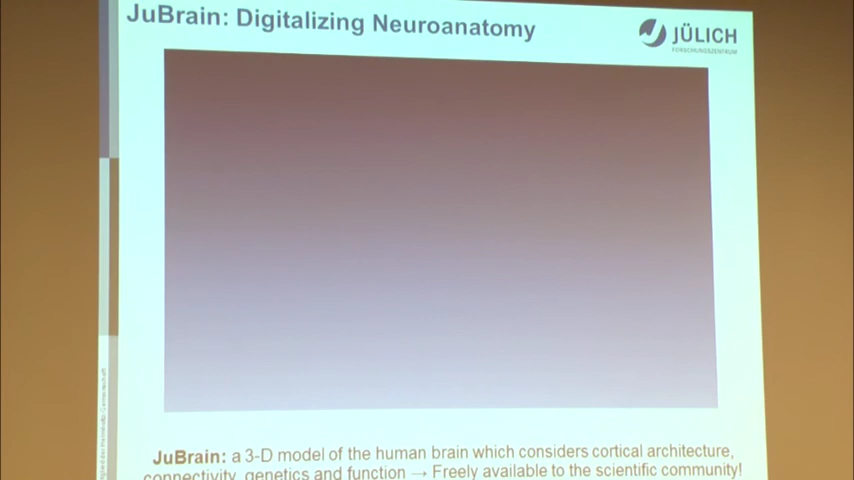 JuBrain: Digitalizing Neuroanatomy
JÜLICH
FORSCHUNGSZENTRUM
JuBrain: a 3-D model of the human brain which considers cortical architecture,
connectivity, genetics and function → Freely available to the scientific community!